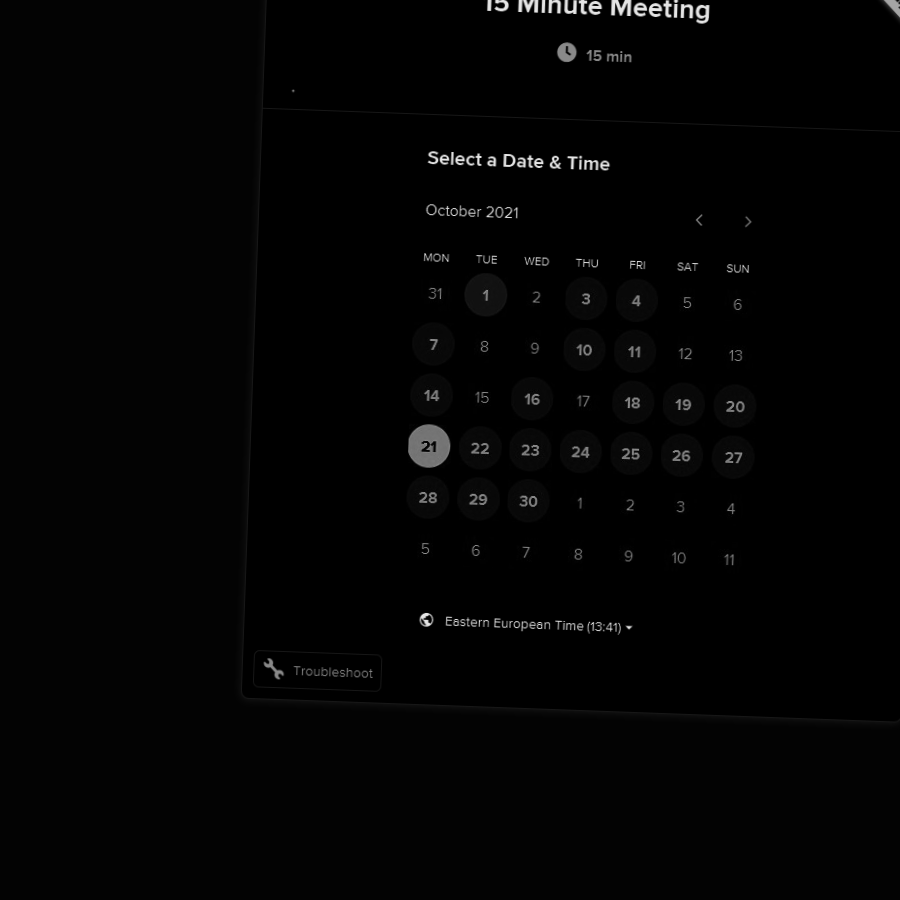 15 Minute Meeting
15 min
Select a Date & Time
October 2021
MON TUE WED THU FRI SAT SUN
31 1 2 3 4 5 6
7 8 9 10 11 12 13
14 15 16 17 18 19 20
21 22 23 24 25 26 27
28 29 30 1 2 3 4
5 6 7 8 9 10 11
Eastern European Time (13:41)
Troubleshoot